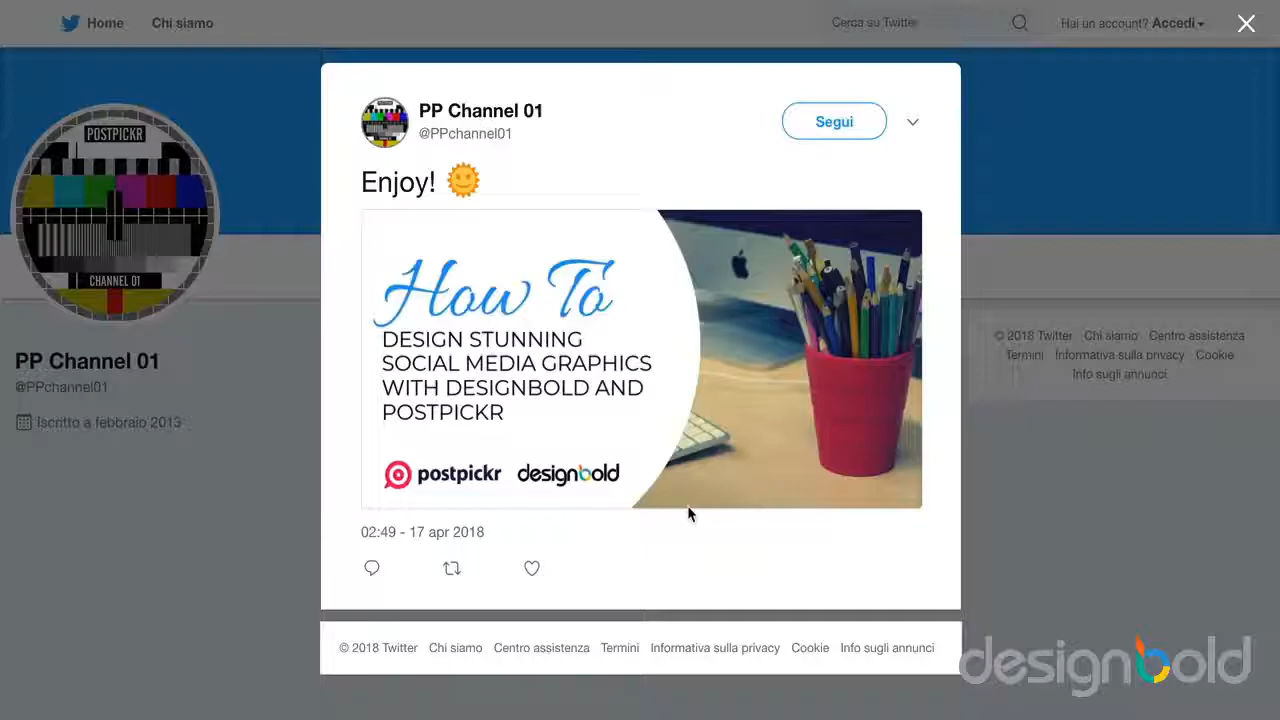 Home Chi siamo
Cerca su Twitter
Hai un account? Accedi
POSTPICKR
CHANNEL 01
PP Channel 01
@PPchannel01
Iscritto a febbraio 2013
PP Channel 01
@PPchannel01
Segui
Enjoy!
How To
DESIGN STUNNING
SOCIAL MEDIA GRAPHICS
WITH DESIGNBOLD AND
POSTPICKR
postpickr designbold
02:49 - 17 apr 2018
© 2018 Twitter Chi siamo Centro assistenza Termini Informativa sulla privacy Cookie Info sugli annunci
© 2018 Twitter Chi siamo Centro assistenza
Termini Informativa sulla privacy Cookie
Info sugli annunci
designbold